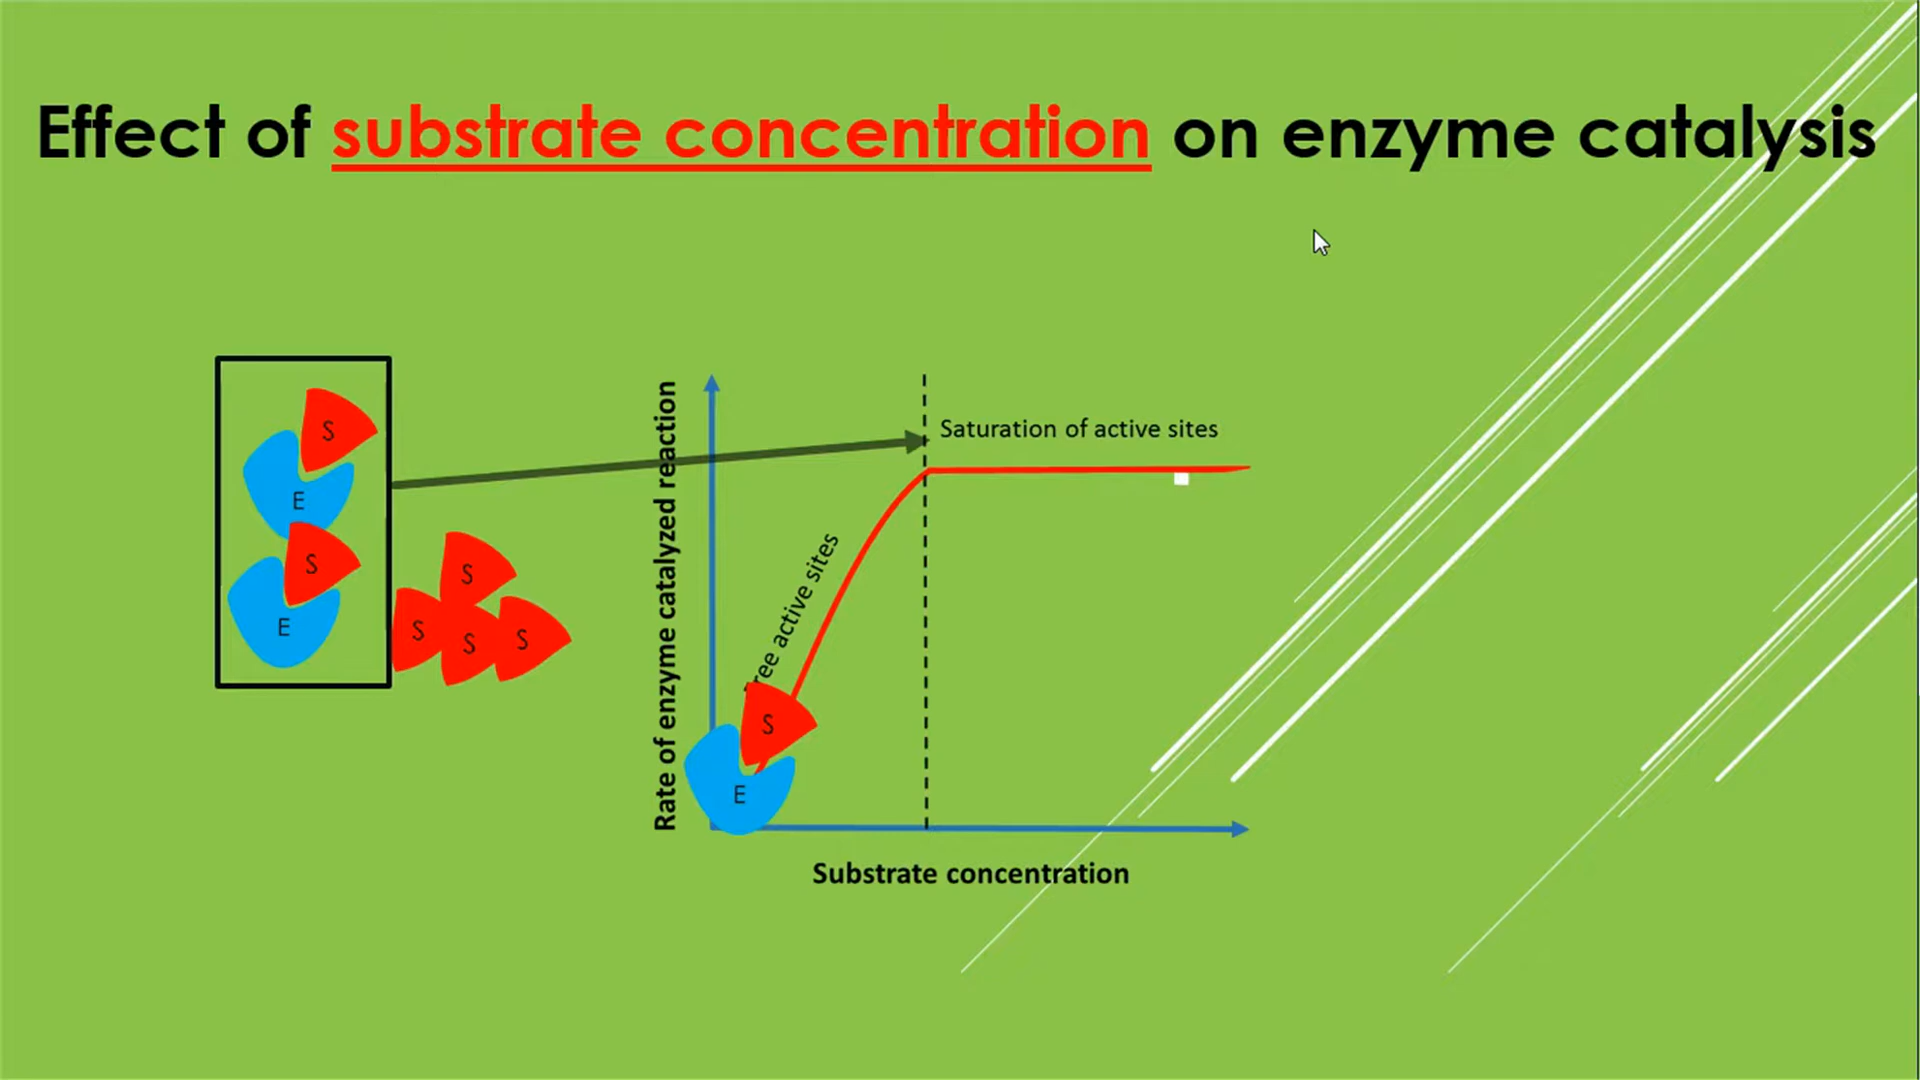 Effect of substrate concentration on enzyme catalysis
S
E
S
E
S
S
S
S
Rate of enzyme catalyzed reaction
Saturation of active sites
ree active sites
S
E
Substrate concentration